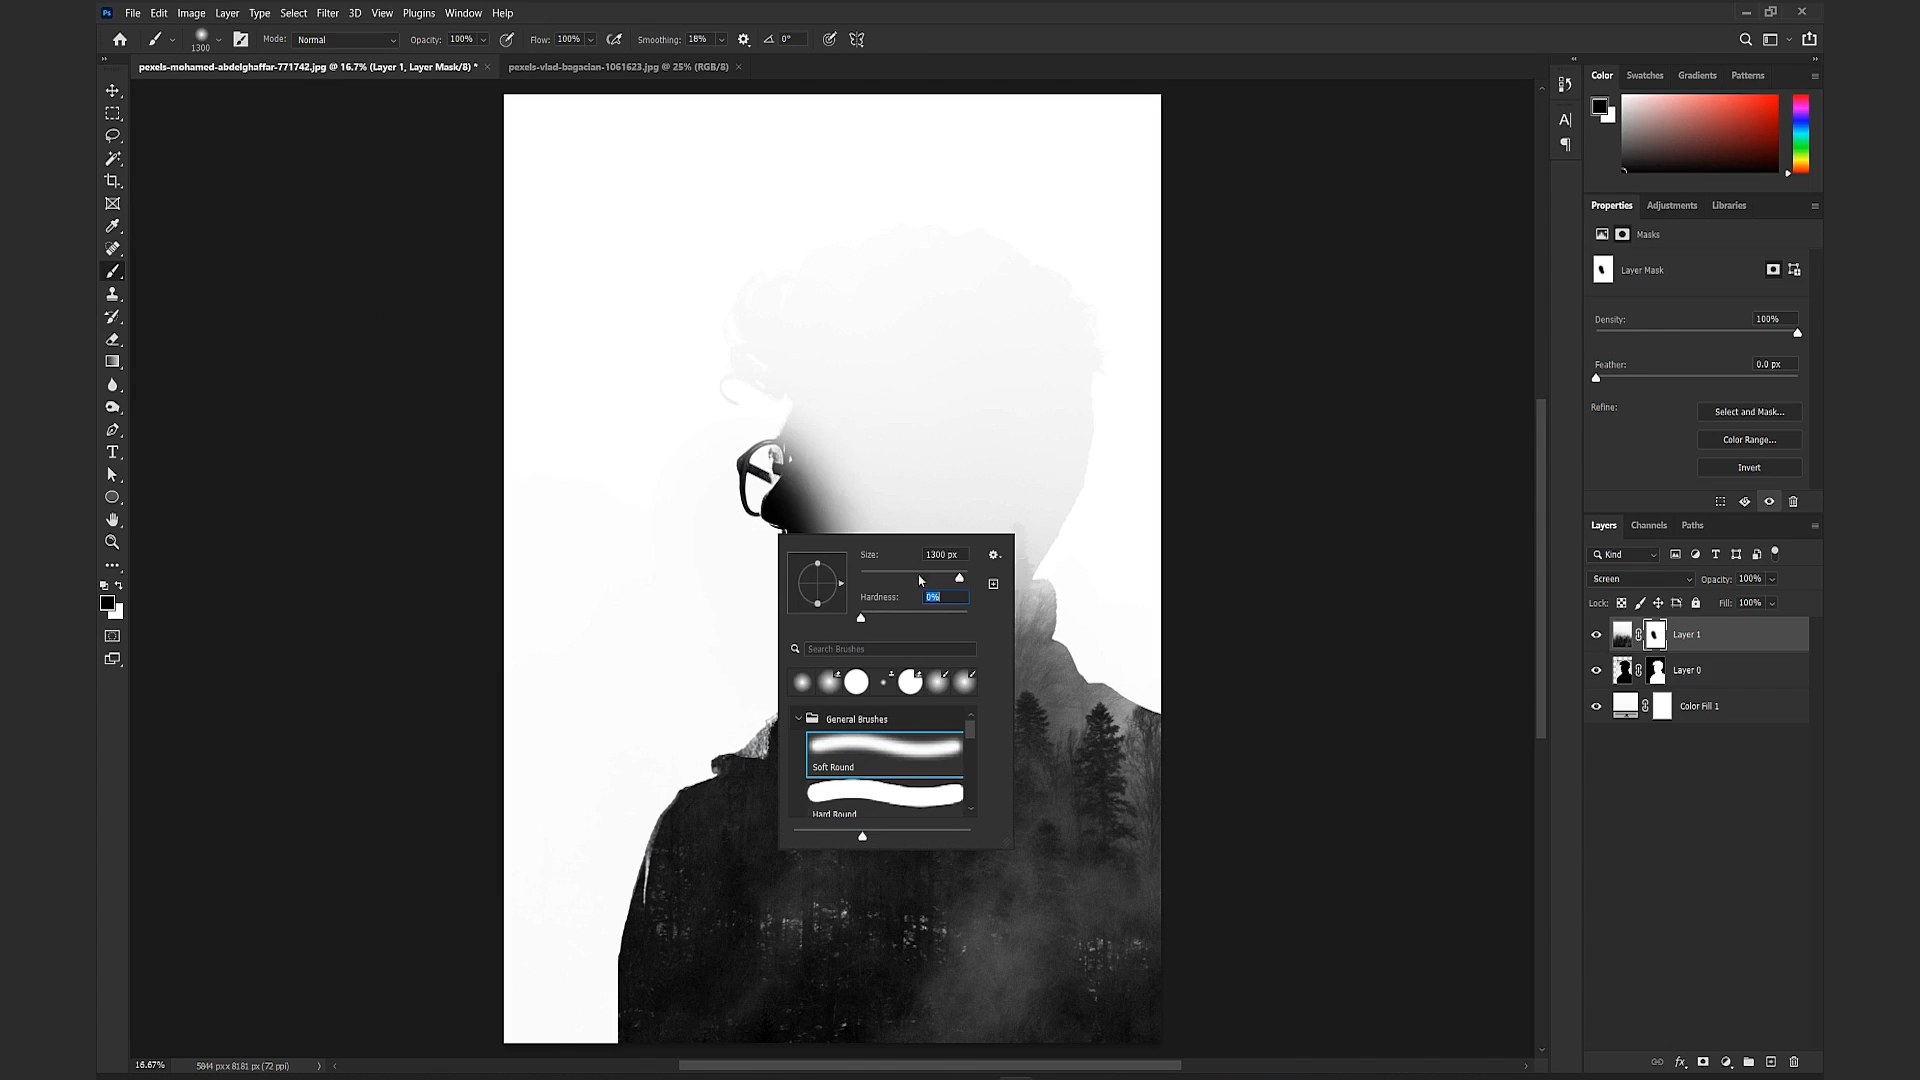 Ps File Edit Image Layer Type Select Filter 3D View Plugins Window Help
1300 Mode: Normal Opacity: 100% Flow: 100% Smoothing: 18% 0°
pexels-mohamed-abdelghaffar-771742.jpg @ 16.7% (Layer 1, Layer Mask/8) * × pexels-vlad-bagacian-1061623.jpg @ 25% (RGB/8) ×
Color Swatches Gradients Patterns
Properties Adjustments Libraries
Masks
Layer Mask
Density: 100%
Feather: 0.0 px
Refine: Select and Mask...
Color Range...
Invert
Size: 1300 px
Hardness: 0%
Search Brushes
General Brushes
Soft Round
Hard Round
Layers Channels Paths
Kind
Screen Opacity: 100%
Lock: Fill: 100%
Layer 1
Layer 0
Color Fill 1
16.67% 5844 px x 8181 px (72 ppi)